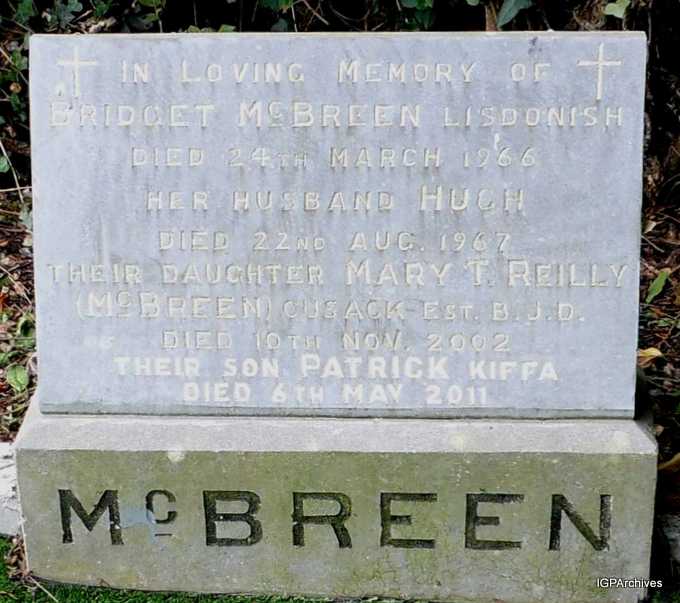 IN LOVING MEMORY OF
BRIDGET McBREEN LISDONISH
DIED 24TH MARCH 1966
HER HUSBAND HUGH
DIED 22ND AUG. 1967
THEIR DAUGHTER MARY T. REILLY
(McBREEN) CUSACK EST. B.J.D.
DIED 10TH NOV. 2002
THEIR SON PATRICK KIFFA
DIED 6TH MAY 2011
McBREEN
IGPArchives